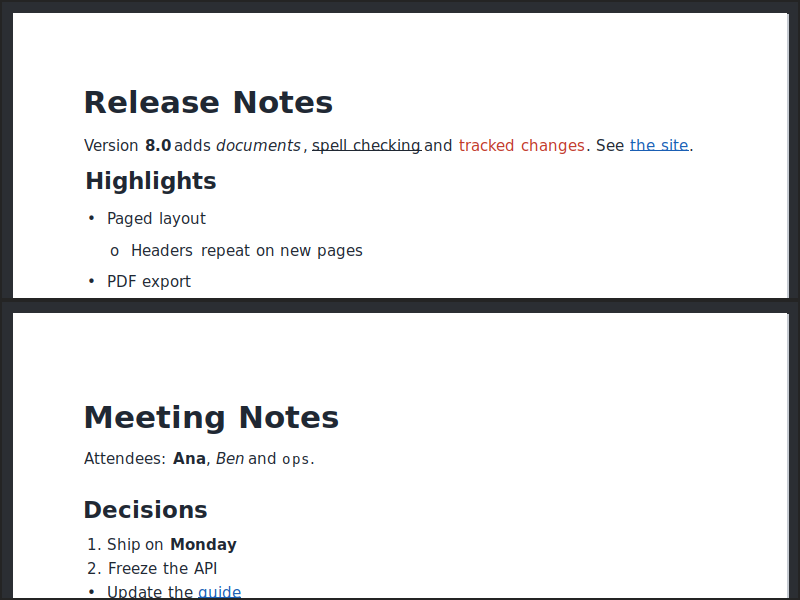 Release Notes
Version 8.0 adds documents, spell checking and tracked changes. See the site.
Highlights
• Paged layout
o Headers repeat on new pages
• PDF export
Meeting Notes
Attendees: Ana, Ben and ops.
Decisions
1. Ship on Monday
2. Freeze the API
• Update the guide